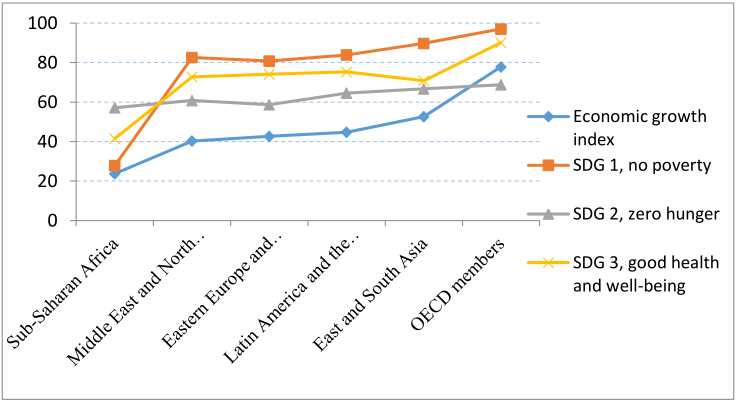 100
80
60
40
20
0
Sub-Saharan Africa
Middle East and North..
Eastern Europe and..
Latin America and the..
East and South Asia
OECD members
Economic growth
index
SDG 1, no poverty
SDG 2, zero hunger
SDG 3, good health
and well-being